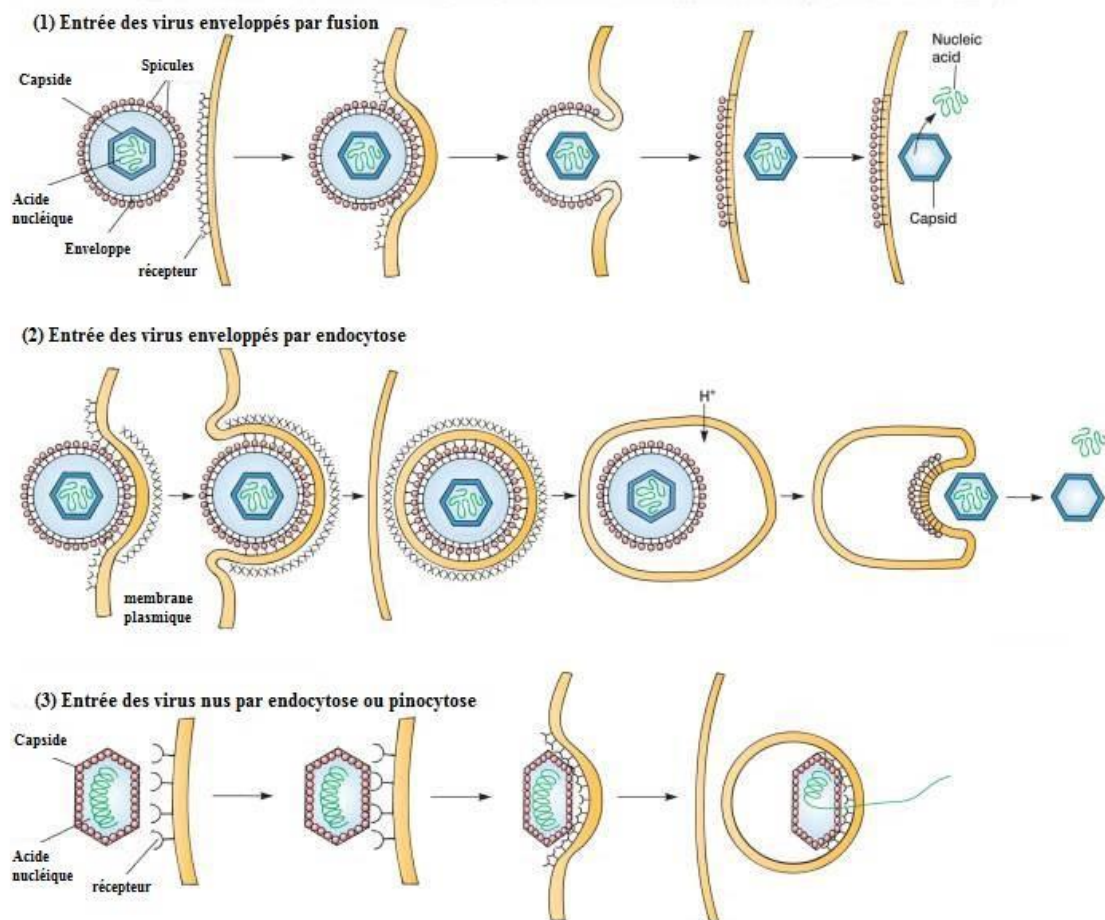 (1) Entrée des virus enveloppés par fusion
Capside
Spicules
Nucleic
acid
Acide
nucléique
Enveloppe
récepteur
Capsid
(2) Entrée des virus enveloppés par endocytose
H+
membrane
plasmique
(3) Entrée des virus nus par endocytose ou pinocytose
Capside
Acide
nucléique
récepteur